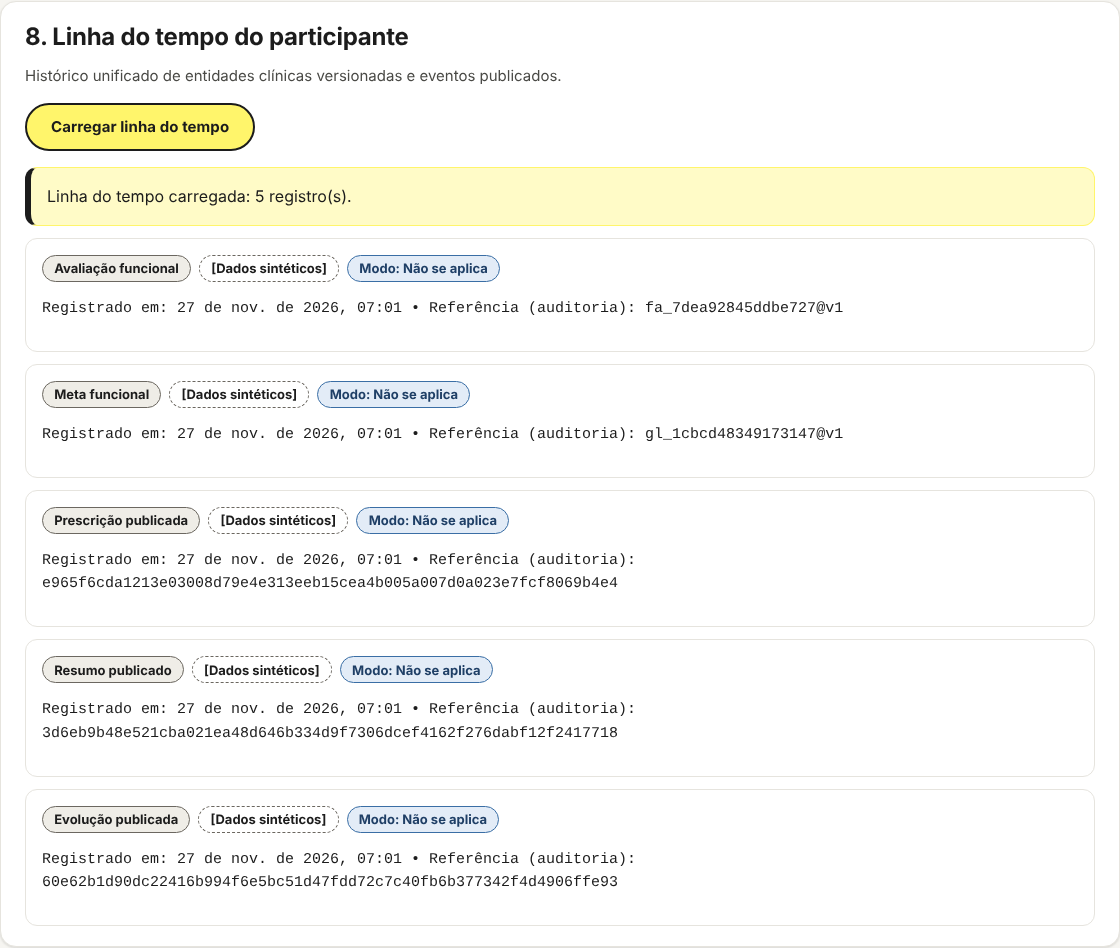 8. Linha do tempo do participante
Histórico unificado de entidades clínicas versionadas e eventos publicados.
Carregar linha do tempo
Linha do tempo carregada: 5 registro(s).
Avaliação funcional [Dados sintéticos] Modo: Não se aplica
Registrado em: 27 de nov. de 2026, 07:01 • Referência (auditoria): fa_7dea92845ddbe727@v1
Meta funcional [Dados sintéticos] Modo: Não se aplica
Registrado em: 27 de nov. de 2026, 07:01 • Referência (auditoria): gl_1cbcd48349173147@v1
Prescrição publicada [Dados sintéticos] Modo: Não se aplica
Registrado em: 27 de nov. de 2026, 07:01 • Referência (auditoria):
e965f6cda1213e03008d79e4e313eeb15cea4b005a007d0a023e7fcf8069b4e4
Resumo publicado [Dados sintéticos] Modo: Não se aplica
Registrado em: 27 de nov. de 2026, 07:01 • Referência (auditoria):
3d6eb9b48e521cba021ea48d646b334d9f7306dcef4162f276dabf12f2417718
Evolução publicada [Dados sintéticos] Modo: Não se aplica
Registrado em: 27 de nov. de 2026, 07:01 • Referência (auditoria):
60e62b1d90dc22416b994f6e5bc51d47fdd72c7c40fb6b377342f4d4906ffe93